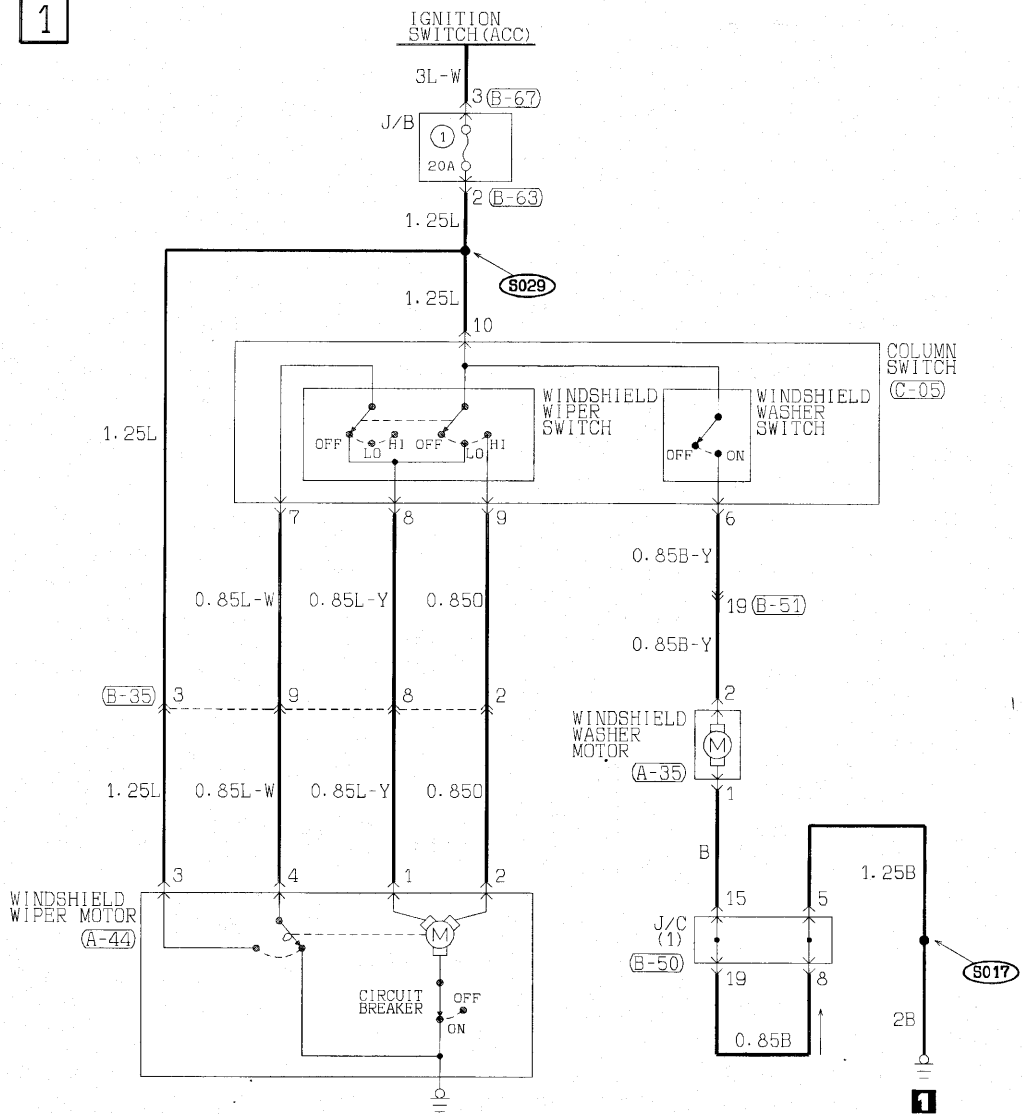 1
IGNITION
SWITCH(ACC)
3L-W
3 (B-67)
J/B
1
20A
2 (B-63)
1.25L
S029
1.25L
10
COLUMN
SWITCH
(C-05)
WINDSHIELD
WIPER
SWITCH
WINDSHIELD
WASHER
SWITCH
1.25L
OFF LO HI OFF LO HI
OFF ON
7 8 9 6
0.85B-Y
0.85L-W 0.85L-Y 0.85O
19 (B-51)
0.85B-Y
(B-35) 3 9 8 2 2
WINDSHIELD
WASHER
MOTOR
M
(A-35)
1.25L 0.85L-W 0.85L-Y 0.85O
1
B
1.25B
3 4 1 2
WINDSHIELD
WIPER MOTOR
(A-44)
M
15 5
J/C
(1)
(B-50)
S017
19 8
CIRCUIT
BREAKER
OFF
ON
2B
0.85B
1